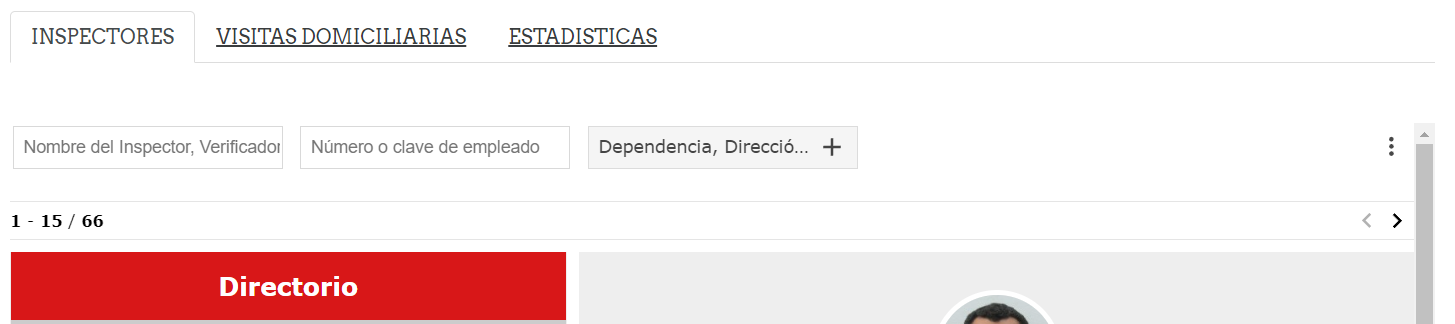 INSPECTORES VISITAS DOMICILIARIAS ESTADISTICAS
Nombre del Inspector, Verificador Número o clave de empleado Dependencia, Direcció...
1 - 15 / 66
Directorio